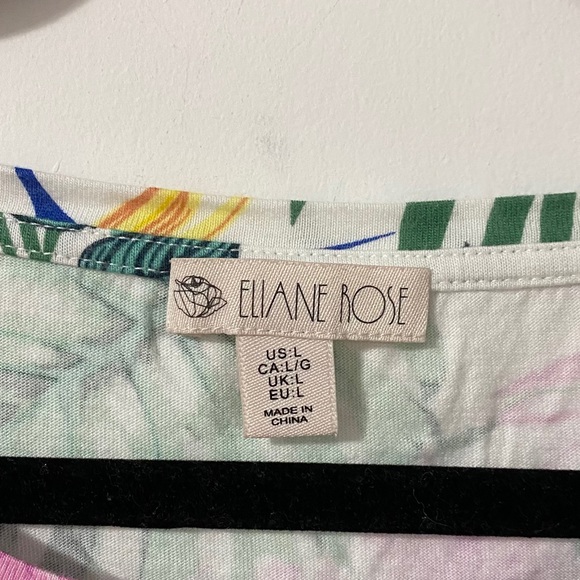 ELIANE ROSE
US:L
CA:L/G
UK:L
EU:L
MADE IN
CHINA